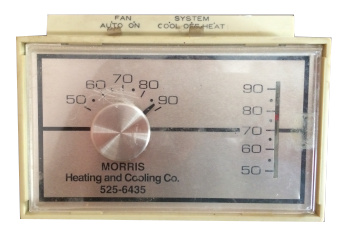 FAN SYSTEM
AUTO ON COOL OFF HEAT
50 60 70 80 90
90
80
70
60
50
MORRIS
Heating and Cooling Co.
525-6435